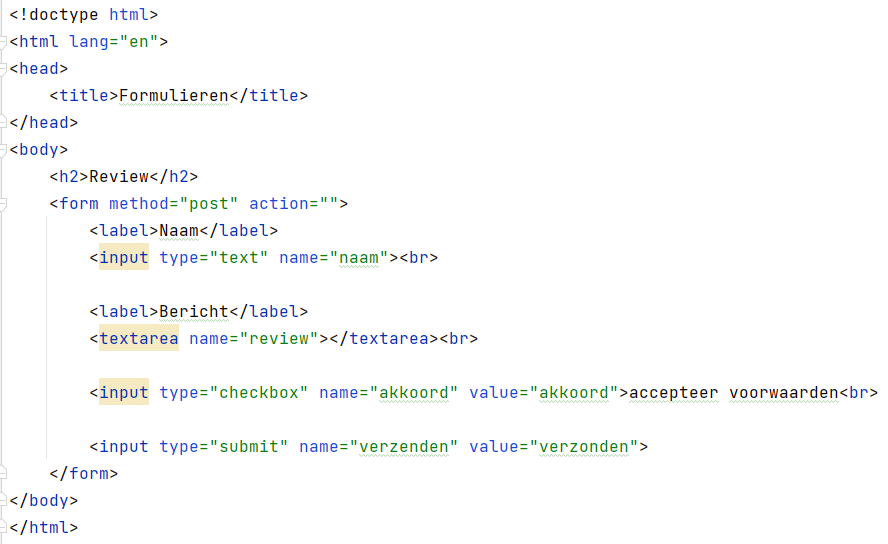 <!doctype html>
<html lang="en">
<head>
    <title>Formulieren</title>
</head>
<body>
    <h2>Review</h2>
    <form method="post" action="">
        <label>Naam</label>
        <input type="text" name="naam"><br>

        <label>Bericht</label>
        <textarea name="review"></textarea><br>

        <input type="checkbox" name="akkoord" value="akkoord">accepteer voorwaarden<br>

        <input type="submit" name="verzenden" value="verzonden">
    </form>
</body>
</html>